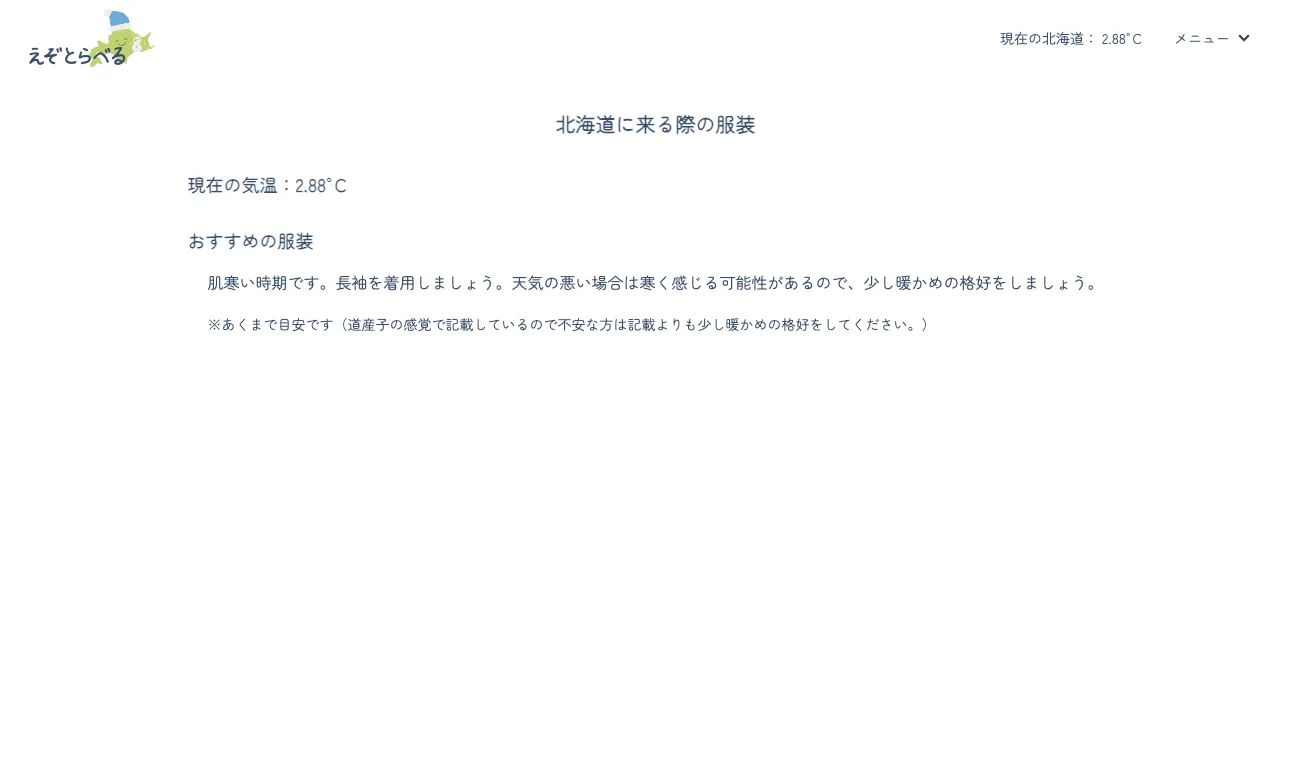 えぞとらべる
現在の北海道： 2.88°C
メニュー
北海道に来る際の服装
現在の気温：2.88°C
おすすめの服装
肌寒い時期です。長袖を着用しましょう。天気の悪い場合は寒く感じる可能性があるので、少し暖かめの格好をしましょう。
※あくまで目安です（道産子の感覚で記載しているので不安な方は記載よりも少し暖かめの格好をしてください。）